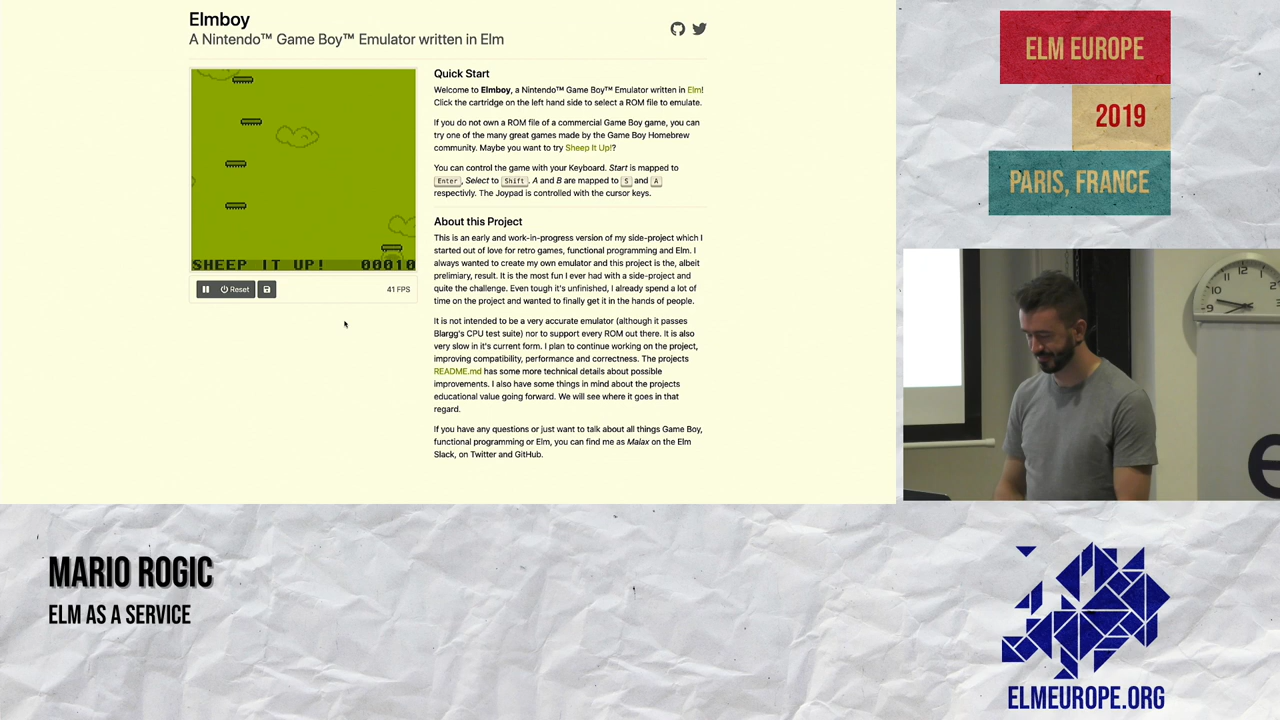 Elmboy
A Nintendo™ Game Boy™ Emulator written in Elm
SHEEP IT UP! 00010
Reset
41 FPS
Quick Start
Welcome to Elmboy, a Nintendo™ Game Boy™ Emulator written in Elm!
Click the cartridge on the left hand side to select a ROM file to emulate.
If you do not own a ROM file of a commercial Game Boy game, you can
try one of the many great games made by the Game Boy Homebrew
community. Maybe you want to try Sheep It Up!?
You can control the game with your Keyboard. Start is mapped to
Enter, Select to Shift. A and B are mapped to S and A
respectivly. The Joypad is controlled with the cursor keys.
About this Project
This is an early and work-in-progress version of my side-project which I
started out of love for retro games, functional programming and Elm. I
always wanted to create my own emulator and this project is the, albeit
prelimiary, result. It is the most fun I ever had with a side-project and
quite the challenge. Even tough it's unfinished, I already spend a lot of
time on the project and wanted to finally get it in the hands of people.
It is not intended to be a very accurate emulator (although it passes
Blargg's CPU test suite) nor to support every ROM out there. It is also
very slow in it's current form. I plan to continue working on the project,
improving compatibility, performance and correctness. The projects
README.md has some more technical details about possible
improvements. I also have some things in mind about the projects
educational value going forward. We will see where it goes in that
regard.
If you have any questions or just want to talk about all things Game Boy,
functional programming or Elm, you can find me as Malax on the Elm
Slack, on Twitter and GitHub.
ELM EUROPE
2019
PARIS, FRANCE
12
1
2
3
4
5
6
7
8
9
10
11
e
MARIO ROGIC
ELM AS A SERVICE
ELMEUROPE.ORG